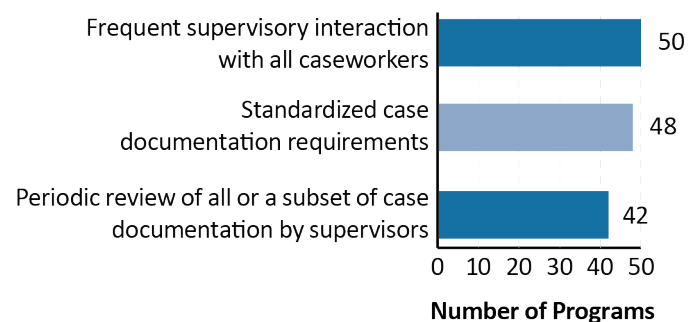 Frequent supervisory interaction
with all caseworkers
50
Standardized case
documentation requirements
48
Periodic review of all or a subset of case
documentation by supervisors
42
0 10 20 30 40 50
Number of Programs